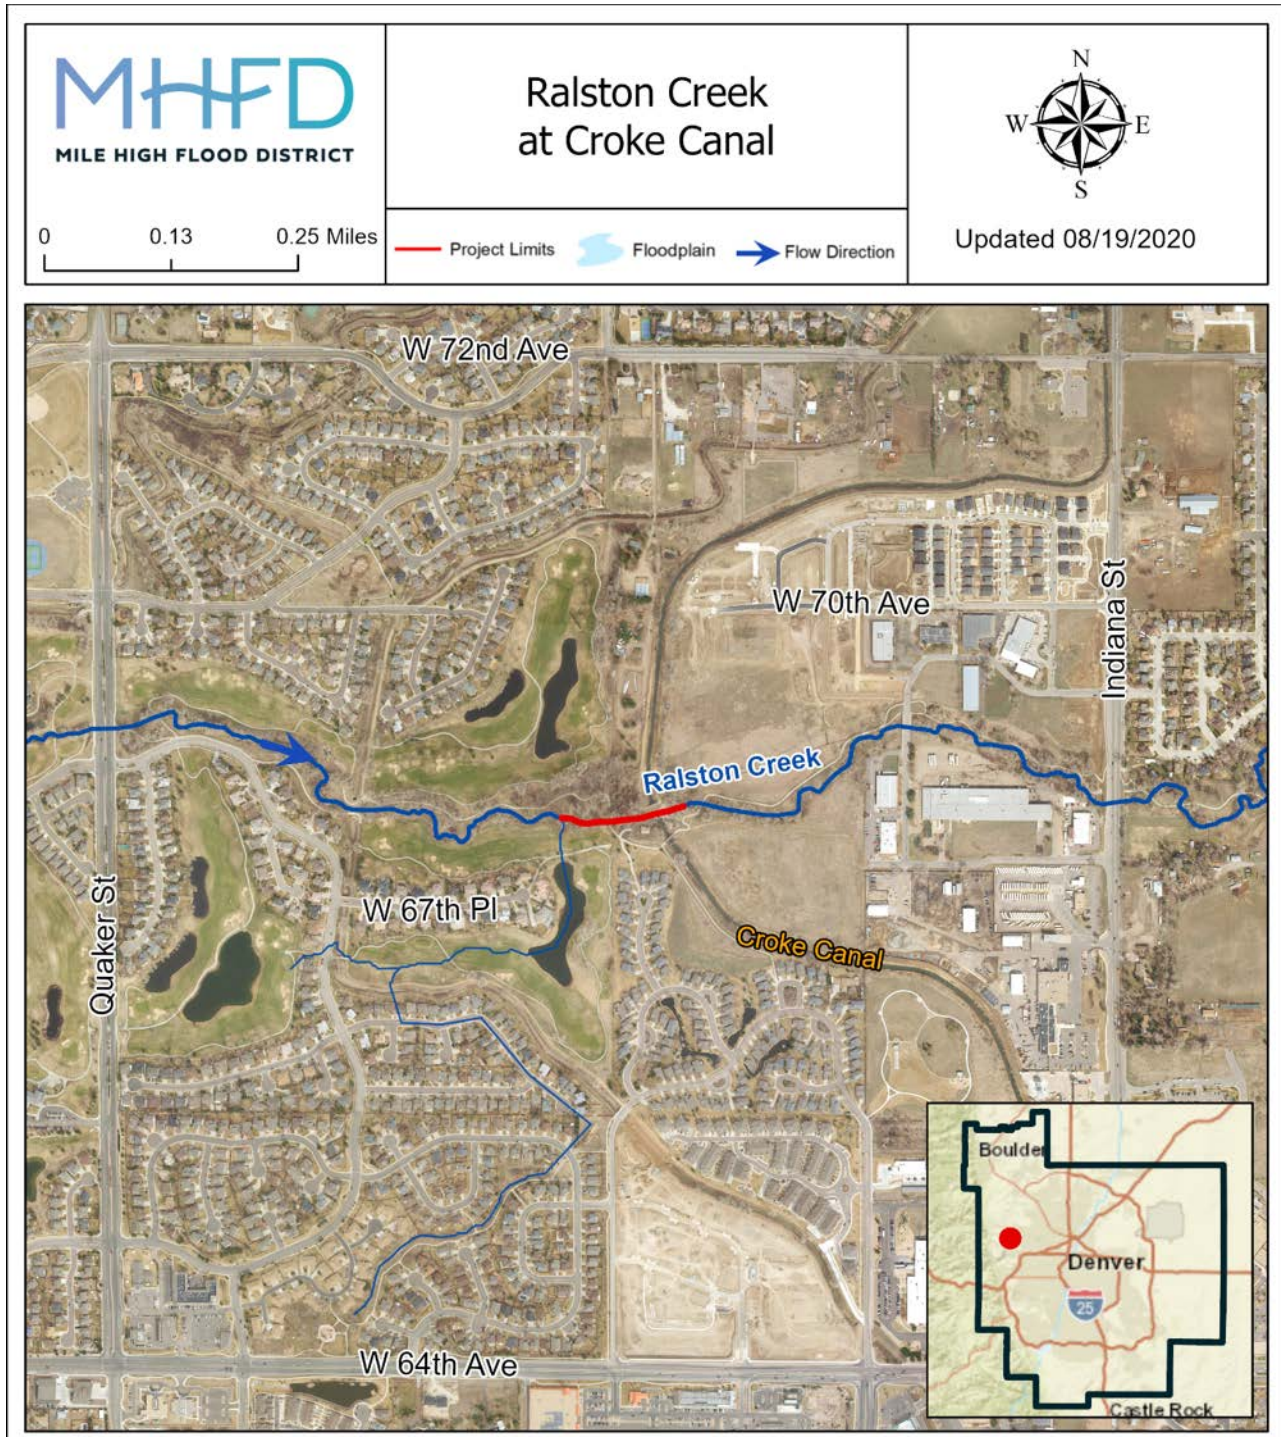 MHFD
MILE HIGH FLOOD DISTRICT
0 0.13 0.25 Miles
Ralston Creek
at Croke Canal
Project Limits Floodplain Flow Direction
N
W E
S
Updated 08/19/2020
W 72nd Ave
W 70th Ave
Indiana St
Ralston Creek
W 67th Pl
Quaker St
Croke Canal
W 64th Ave
Boulder
Denver
25
Castle Rock